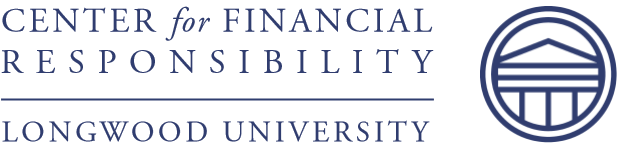 CENTER for FINANCIAL
RESPONSIBILITY
LONGWOOD UNIVERSITY